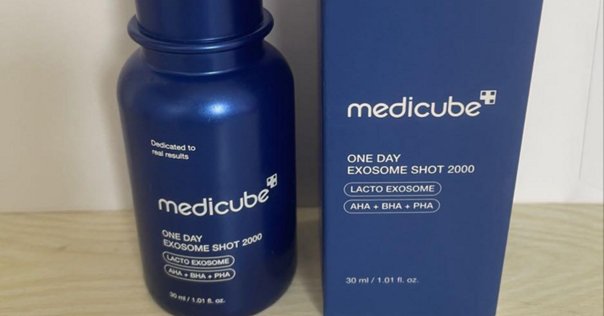 Dedicated to
real results
medicube
ONE DAY
EXOSOME SHOT 2000
LACTO EXOSOME
AHA + BHA + PHA
30 ml / 1.01 fl. oz.
medicube
ONE DAY
EXOSOME SHOT 2000
LACTO EXOSOME
AHA + BHA + PHA
30 ml / 1.01 fl. oz.